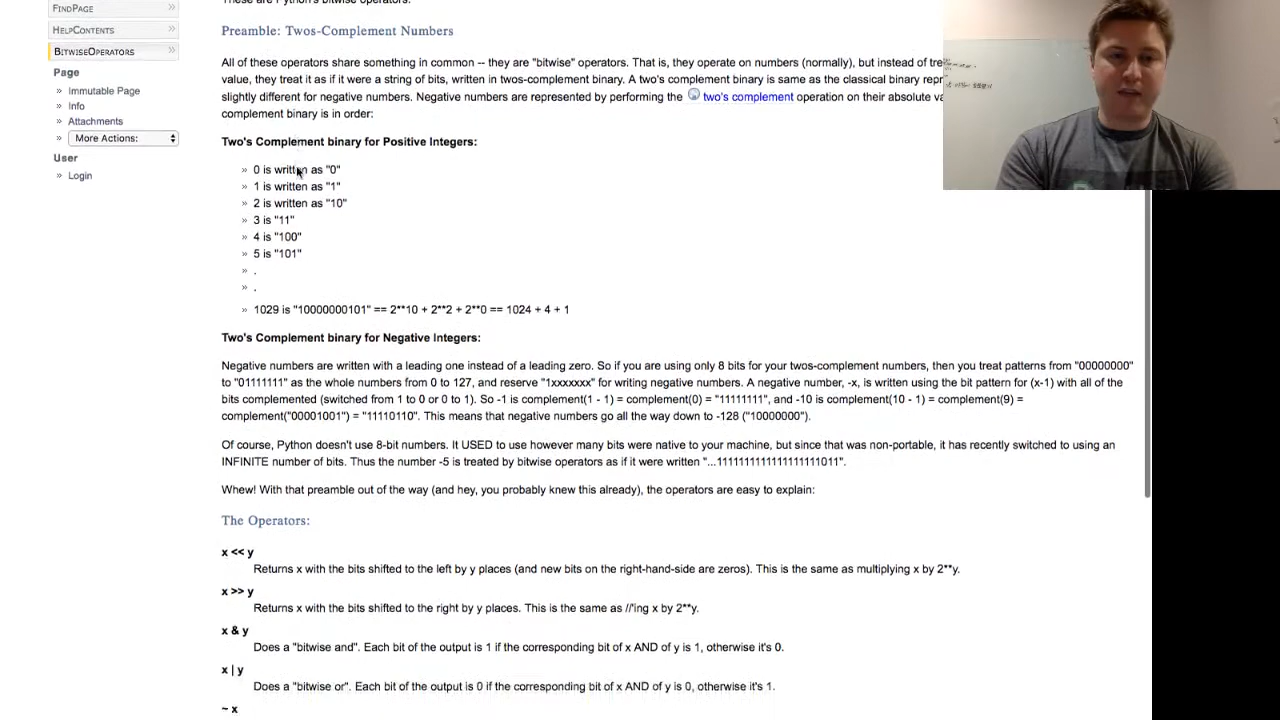 These are Python's bitwise operators.
FINDPAGE
HELPCONTENTS
BITWISEOPERATORS
Page
Immutable Page
Info
Attachments
More Actions:
User
Login
Preamble: Twos-Complement Numbers
All of these operators share something in common -- they are "bitwise" operators. That is, they operate on numbers (normally), but instead of
value, they treat it as if it were a string of bits, written in twos-complement binary. A two's complement binary is same as the classical binary
slightly different for negative numbers. Negative numbers are represented by performing the two's complement operation on their absolute
complement binary is in order:
Two's Complement binary for Positive Integers:
» 0 is written as "0"
» 1 is written as "1"
» 2 is written as "10"
» 3 is "11"
» 4 is "100"
» 5 is "101"
» .
» .
» 1029 is "10000000101" == 2**10 + 2**2 + 2**0 == 1024 + 4 + 1
Two's Complement binary for Negative Integers:
Negative numbers are written with a leading one instead of a leading zero. So if you are using only 8 bits for your twos-complement numbers, then you treat patterns from "00000000"
to "01111111" as the whole numbers from 0 to 127, and reserve "1xxxxxxx" for writing negative numbers. A negative number, -x, is written using the bit pattern for (x-1) with all of the
bits complemented (switched from 1 to 0 or 0 to 1). So -1 is complement(1 - 1) = complement(0) = "11111111", and -10 is complement(10 - 1) = complement(9) =
complement("00001001") = "11110110". This means that negative numbers go all the way down to -128 ("10000000").
Of course, Python doesn't use 8-bit numbers. It USED to use however many bits were native to your machine, but since that was non-portable, it has recently switched to using an
INFINITE number of bits. Thus the number -5 is treated by bitwise operators as if it were written "...1111111111111111111011".
Whew! With that preamble out of the way (and hey, you probably knew this already), the operators are easy to explain:
The Operators:
x << y
Returns x with the bits shifted to the left by y places (and new bits on the right-hand-side are zeros). This is the same as multiplying x by 2**y.
x >> y
Returns x with the bits shifted to the right by y places. This is the same as //'ing x by 2**y.
x & y
Does a "bitwise and". Each bit of the output is 1 if the corresponding bit of x AND of y is 1, otherwise it's 0.
x | y
Does a "bitwise or". Each bit of the output is 0 if the corresponding bit of x AND of y is 0, otherwise it's 1.
~ x